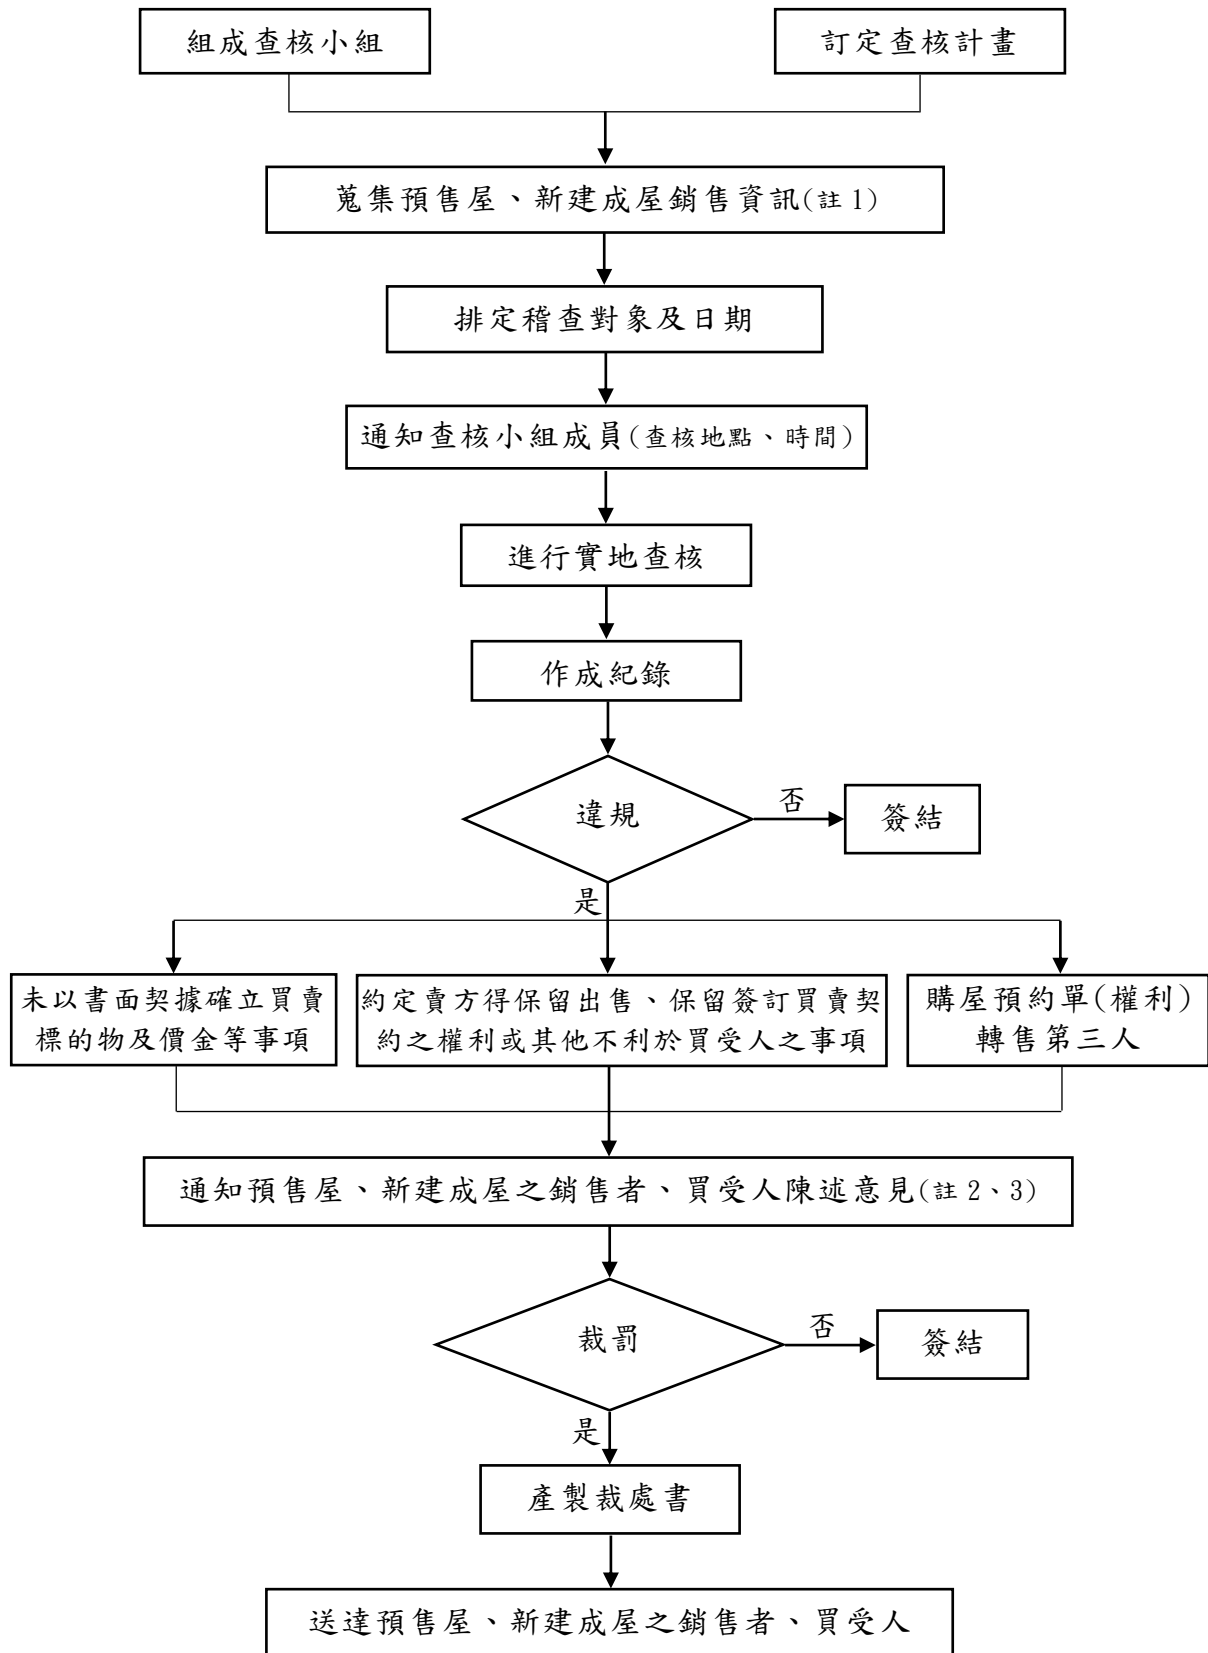 組成查核小組
訂定查核計畫
蒐集預售屋、新建成屋銷售資訊(註 1)
排定稽查對象及日期
通知查核小組成員(查核地點、時間)
進行實地查核
作成紀錄
違規
否
簽結
是
未以書面契據確立買賣
標的物及價金等事項
約定賣方得保留出售、保留簽訂買賣契
約之權利或其他不利於買受人之事項
購屋預約單(權利)
轉售第三人
通知預售屋、新建成屋之銷售者、買受人陳述意見(註 2、3)
裁罰
否
簽結
是
產製裁處書
送達預售屋、新建成屋之銷售者、買受人